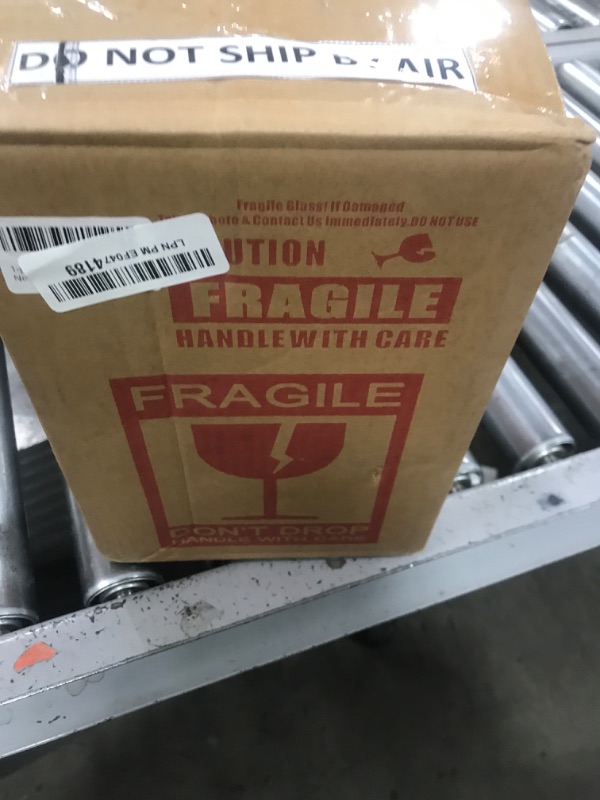 DO NOT SHIP BY AIR
Fragile Glass! If Damaged
Photo & Contact Us Immediately.DO NOT USE
UTION
LPN PM EF0474189
FRAGILE
HANDLE WITH CARE
FRAGILE
DON'T DROP
HANDLE WITH CARE